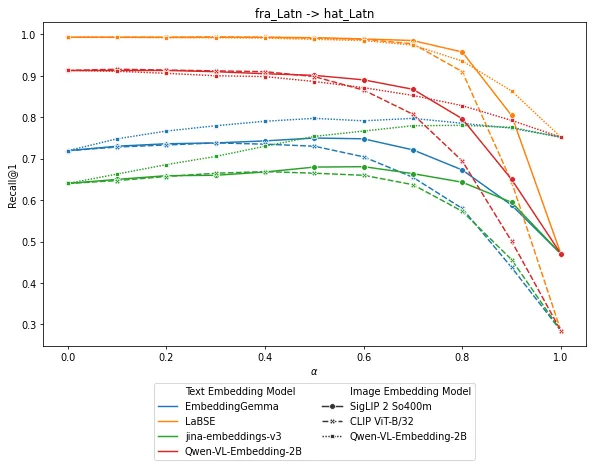 fra_Latn -> hat_Latn
Recall@1
1.0
0.9
0.8
0.7
0.6
0.5
0.4
0.3
0.0 0.2 0.4 0.6 0.8 1.0
α
Text Embedding Model Image Embedding Model
EmbeddingGemma SigLIP 2 So400m
LaBSE CLIP ViT-B/32
jina-embeddings-v3 Qwen-VL-Embedding-2B
Qwen-VL-Embedding-2B